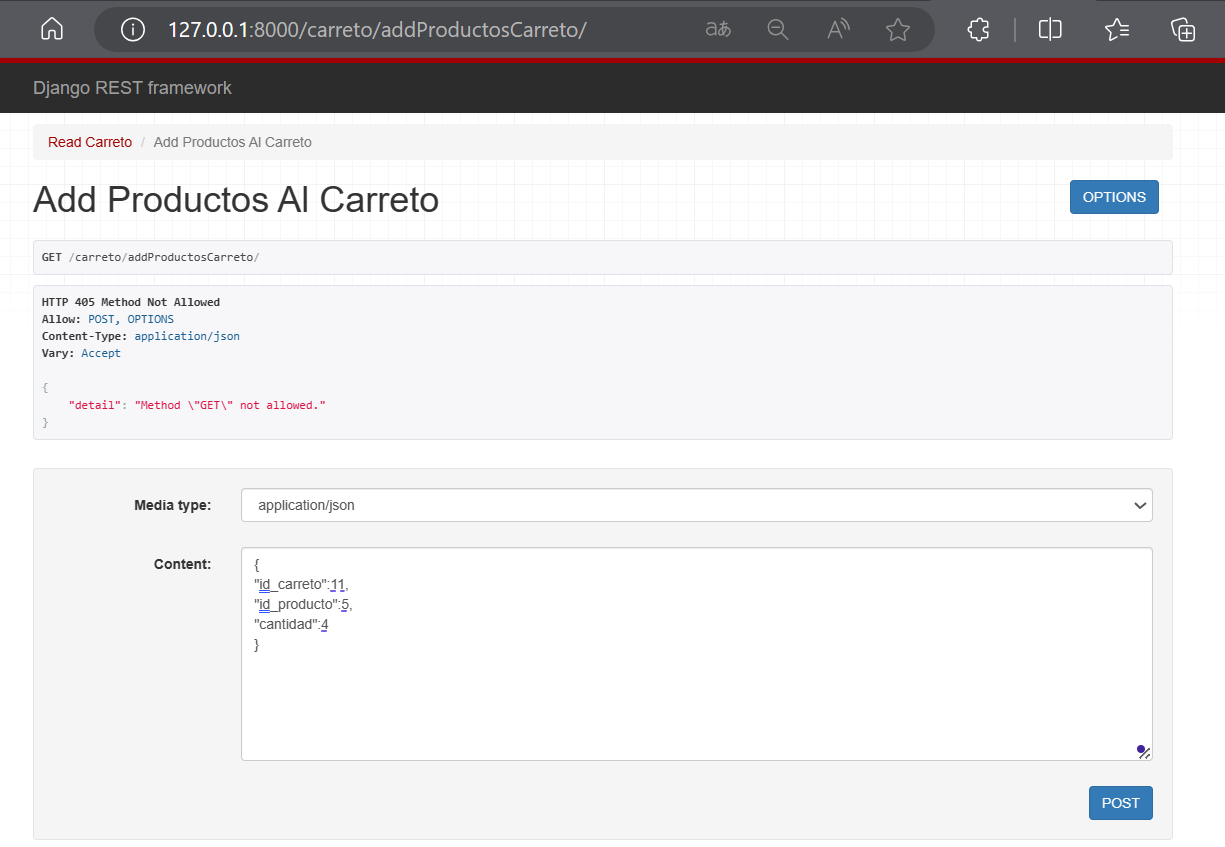 127.0.0.1:8000/carreto/addProductosCarreto/
Django REST framework
Read Carreto / Add Productos Al Carreto
Add Productos Al Carreto
OPTIONS
GET /carreto/addProductosCarreto/
HTTP 405 Method Not Allowed
Allow: POST, OPTIONS
Content-Type: application/json
Vary: Accept
{
"detail": "Method \"GET\" not allowed."
}
Media type: application/json
Content:
{
"id_carreto":11,
"id_producto":5,
"cantidad":4
}
POST